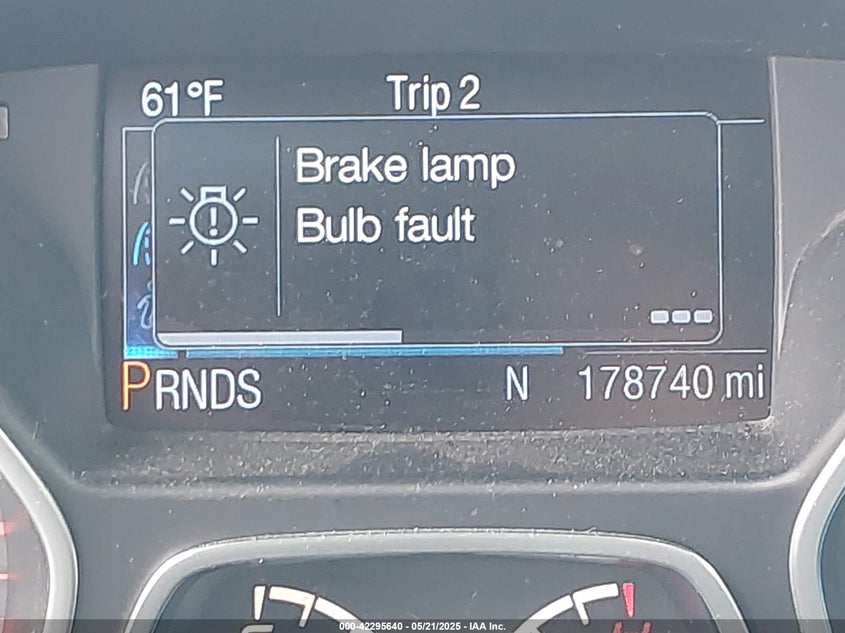 61°F Trip 2
Brake lamp
Bulb fault
PRNDS N 178740 mi
000-42295640 - 05/21/2025 - IAA Inc.